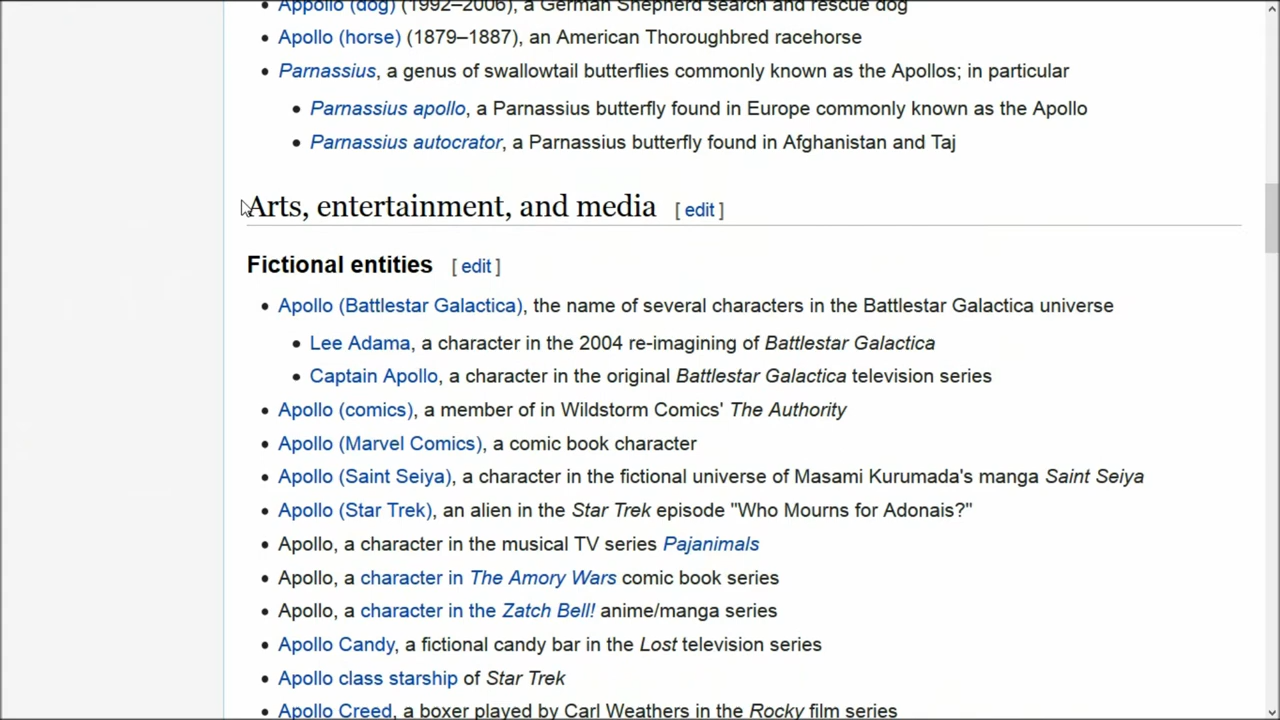 Appollo (dog) (1992–2006), a German Shepherd search and rescue dog
Apollo (horse) (1879–1887), an American Thoroughbred racehorse
Parnassius, a genus of swallowtail butterflies commonly known as the Apollos; in particular
Parnassius apollo, a Parnassius butterfly found in Europe commonly known as the Apollo
Parnassius autocrator, a Parnassius butterfly found in Afghanistan and Taj
Arts, entertainment, and media [ edit ]
Fictional entities [ edit ]
Apollo (Battlestar Galactica), the name of several characters in the Battlestar Galactica universe
Lee Adama, a character in the 2004 re-imagining of Battlestar Galactica
Captain Apollo, a character in the original Battlestar Galactica television series
Apollo (comics), a member of in Wildstorm Comics' The Authority
Apollo (Marvel Comics), a comic book character
Apollo (Saint Seiya), a character in the fictional universe of Masami Kurumada's manga Saint Seiya
Apollo (Star Trek), an alien in the Star Trek episode "Who Mourns for Adonais?"
Apollo, a character in the musical TV series Pajanimals
Apollo, a character in The Amory Wars comic book series
Apollo, a character in the Zatch Bell! anime/manga series
Apollo Candy, a fictional candy bar in the Lost television series
Apollo class starship of Star Trek
Apollo Creed, a boxer played by Carl Weathers in the Rocky film series